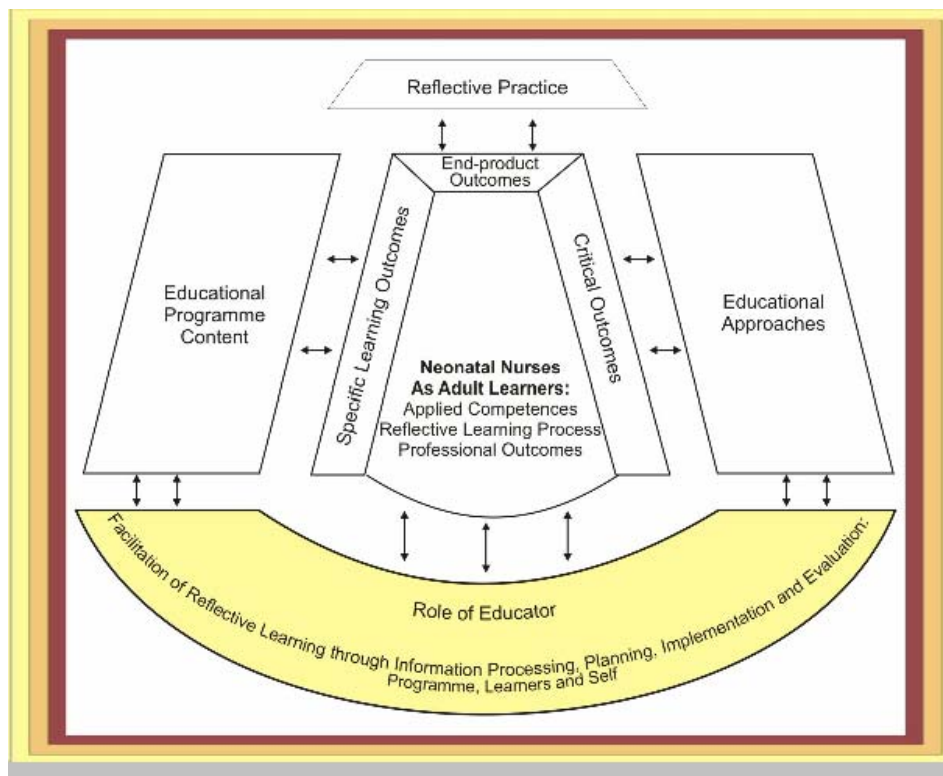 Reflective Practice
End-product
Outcomes
Educational
Programme
Content
Specific Learning Outcomes
Critical Outcomes
Educational
Approaches
Neonatal Nurses
As Adult Learners:
Applied Competences
Reflective Learning Process
Professional Outcomes
Role of Educator
Facilitation of Reflective Learning through Information Processing, Planning, Implementation and Evaluation:
Programme, Learners and Self